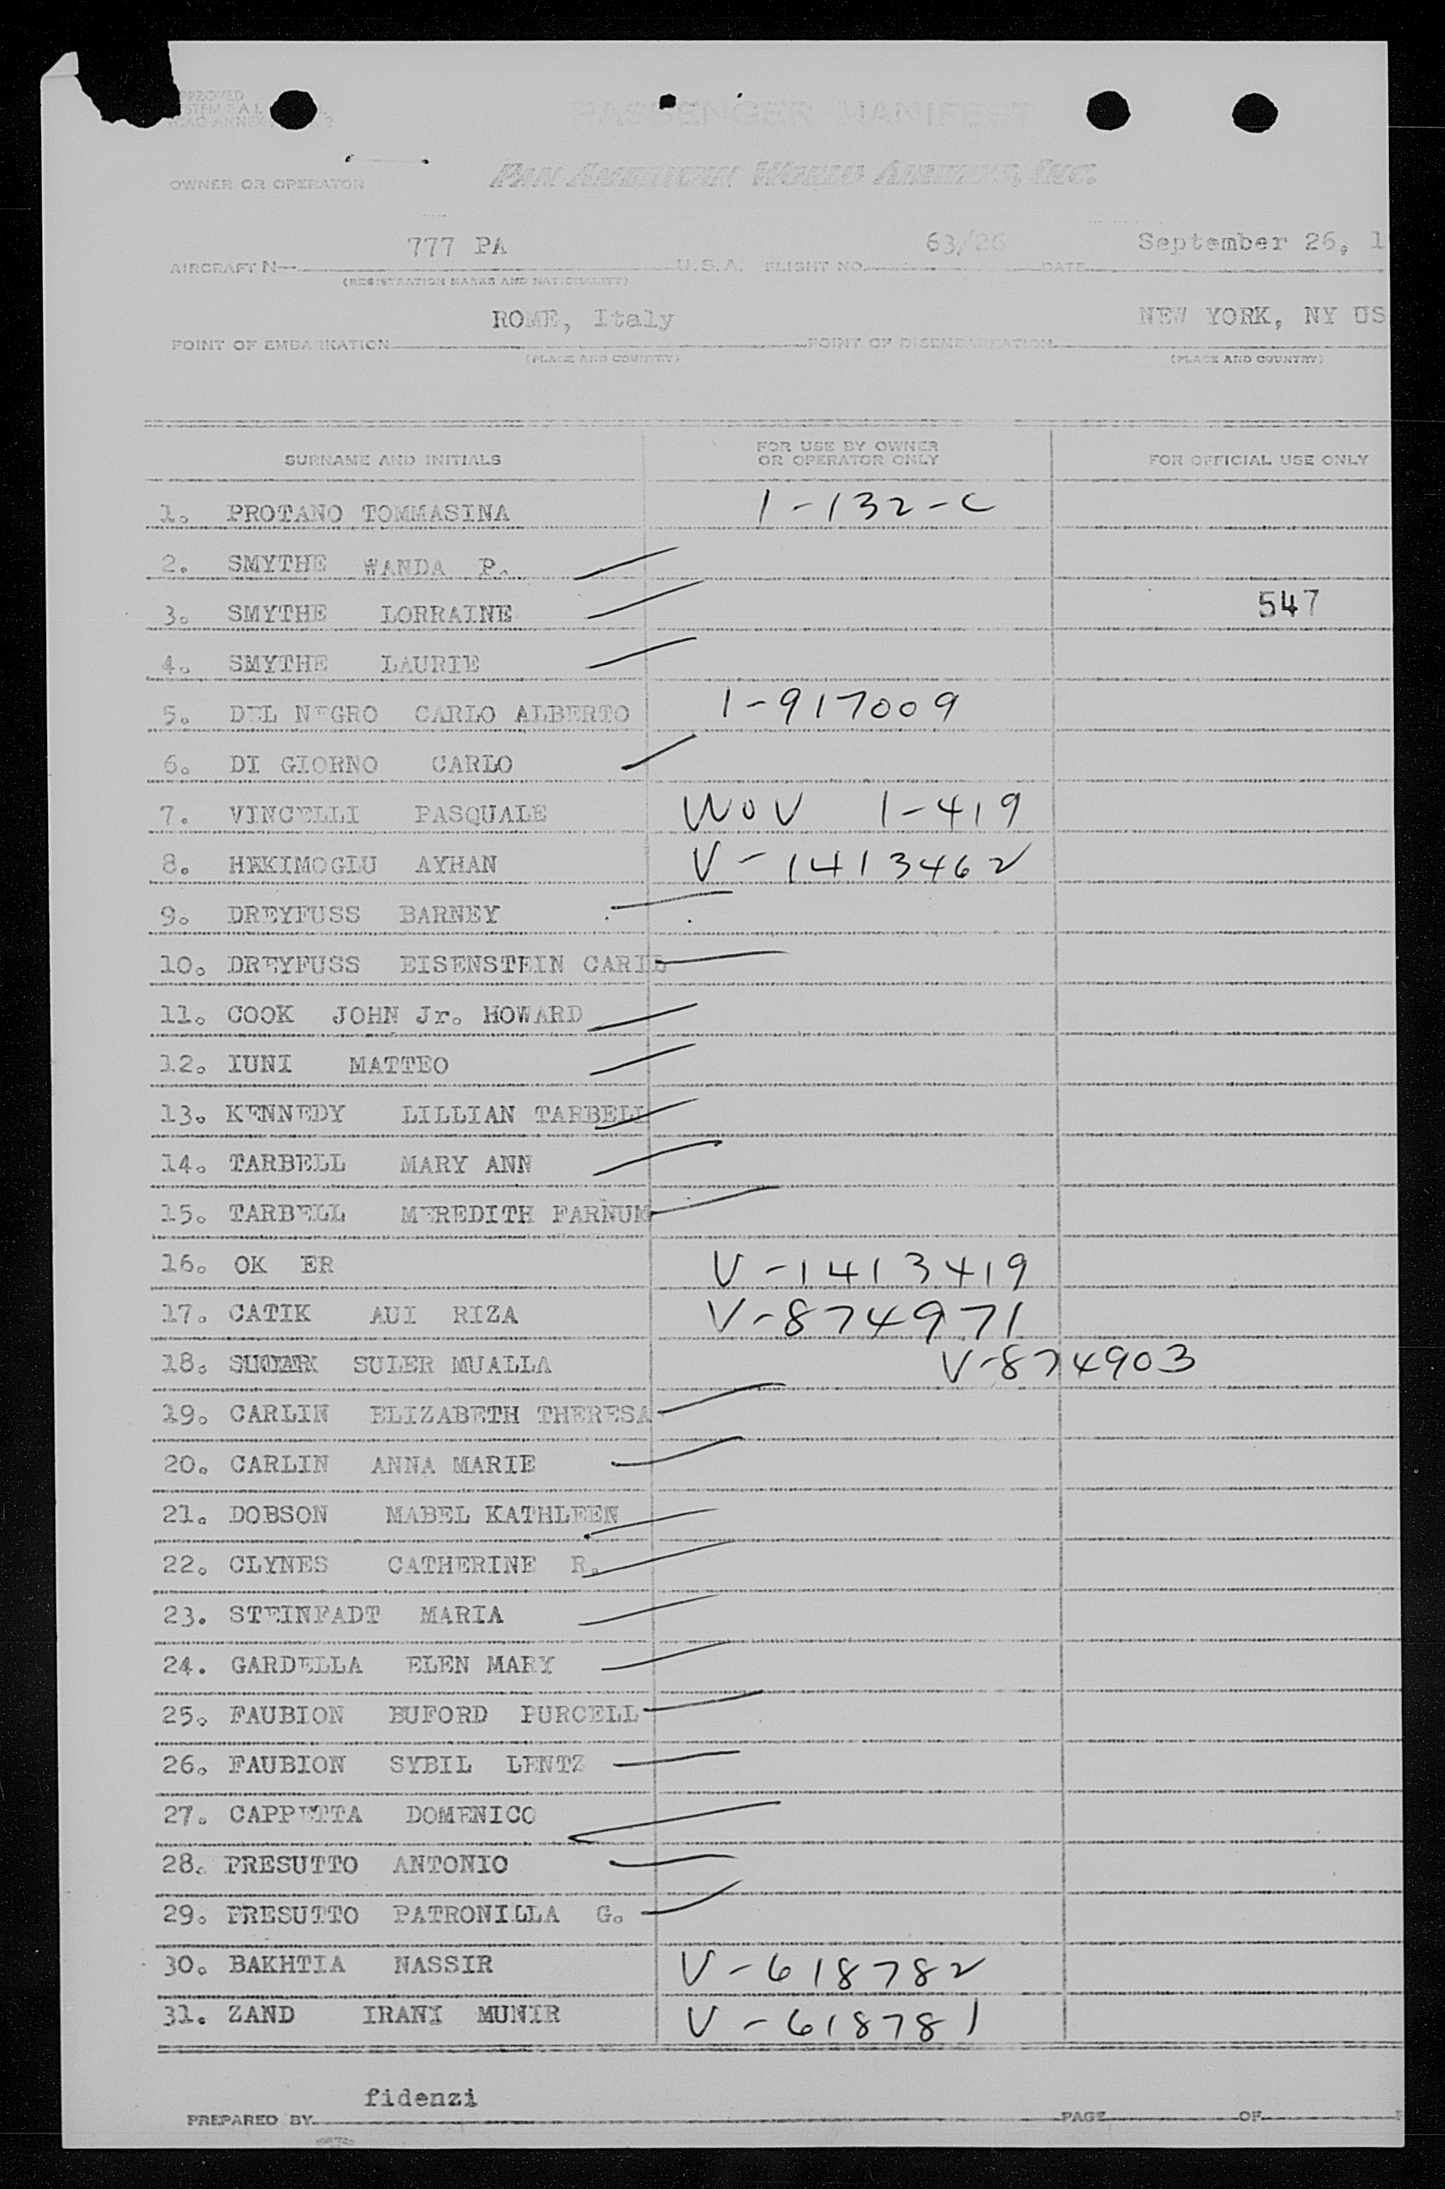 PASSENGER MANIFEST
OWNER OR OPERATOR PAN AMERICAN WORLD AIRWAYS, INC.
777 PA 63/26 September 26, 1
AIRCRAFT N— U.S.A. FLIGHT NO. DATE
(REGISTRATION MARKS AND NATIONALITY)
ROME, Italy NEW YORK, NY US
POINT OF EMBARKATION POINT OF DISEMBARKATION
(PLACE AND COUNTRY) (PLACE AND COUNTRY)
SURNAME AND INITIALS FOR USE BY OWNER OR OPERATOR ONLY FOR OFFICIAL USE ONLY
1. PROTANO TOMMASINA 1-132-C
2. SMYTHE WANDA P.
3. SMYTHE LORRAINE 547
4. SMYTHE LAURIE
5. DEL NEGRO CARLO ALBERTO 1-917009
6. DI GIORNO CARLO
7. VINCELLI PASQUALE WOV 1-419
8. HEKIMOGLU AYHAN V-1413462
9. DREYFUSS BARNEY
10. DREYFUSS EISENSTEIN
11. COOK JOHN Jr. HOWARD
12. IUNI MATTEO
13. KENNEDY LILLIAN TARBELL
14. TARBELL MARY ANN
15. TARBELL MEREDITH FARNUM
16. OK ER V-1413419
17. CATIK AUI RIZA V-874971
18. SULER MUALLA V-874903
19. CARLIN ELIZABETH THERESA
20. CARLIN ANNA MARIE
21. DOBSON MABEL KATHLEEN
22. CLYNES CATHERINE R.
23. STEINFADT MARIA
24. GARDELLA ELEN MARY
25. FAUBION BUFORD PURCELL
26. FAUBION SYBIL LENTZ
27. CAPPETTA DOMENICO
28. PRESUTTO ANTONIO
29. PRESUTTO PATRONILLA G.
30. BAKHTIA NASSIR V-618782
31. ZAND IRANI MUNIR V-618781
fidenzi
PREPARED BY PAGE OF